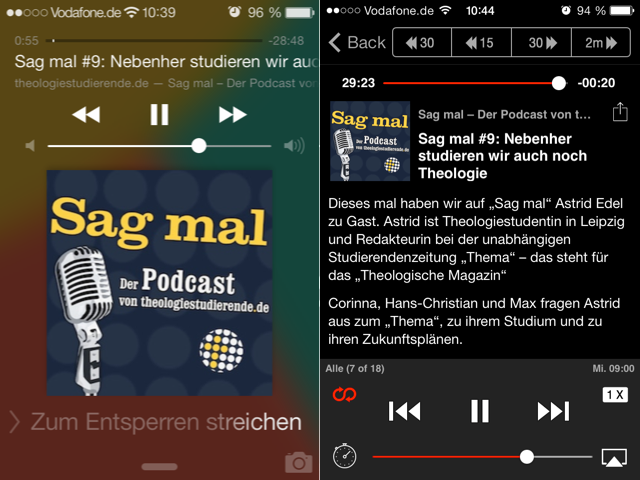 Vodafone.de 10:39 96 %
0:55 -28:48
Sag mal #9: Nebenher studieren wir auc
theologiestudierende.de — Sag mal – Der Podcast von
Sag mal
Der Podcast
von theologiestudierende.de
Zum Entsperren streichen
Vodafone.de 10:44 94 %
Back 30 15 30 2m
29:23 -00:20
Sag mal
Der Podcast
von theologiestudierende.de
Sag mal – Der Podcast von t...
Sag mal #9: Nebenher
studieren wir auch noch
Theologie
Dieses mal haben wir auf „Sag mal“ Astrid Edel
zu Gast. Astrid ist Theologiestudentin in Leipzig
und Redakteurin bei der unabhängigen
Studierendenzeitung „Thema“ – das steht für
das „Theologische Magazin“
Corinna, Hans-Christian und Max fragen Astrid
aus zum „Thema“, zu ihrem Studium und zu
ihren Zukunftsplänen.
Alle (7 of 18) Mi. 09:00
1 X